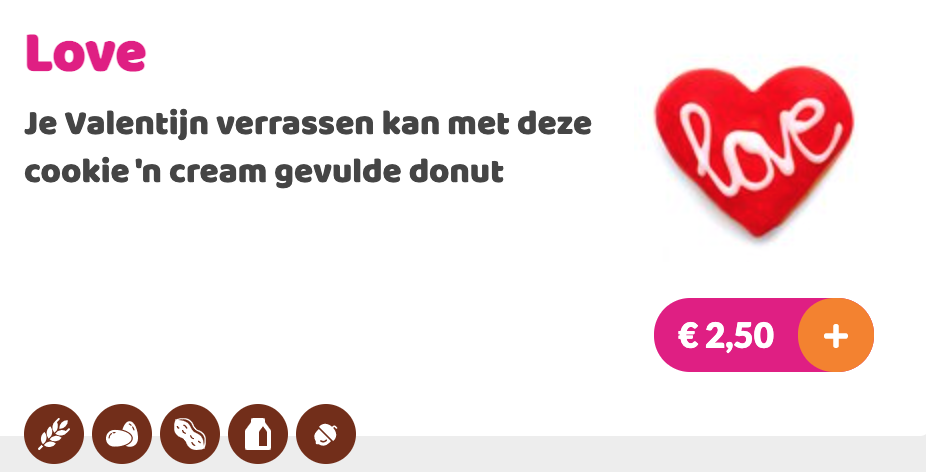 Love
Je Valentijn verrassen kan met deze
cookie 'n cream gevulde donut
love
€ 2,50
+